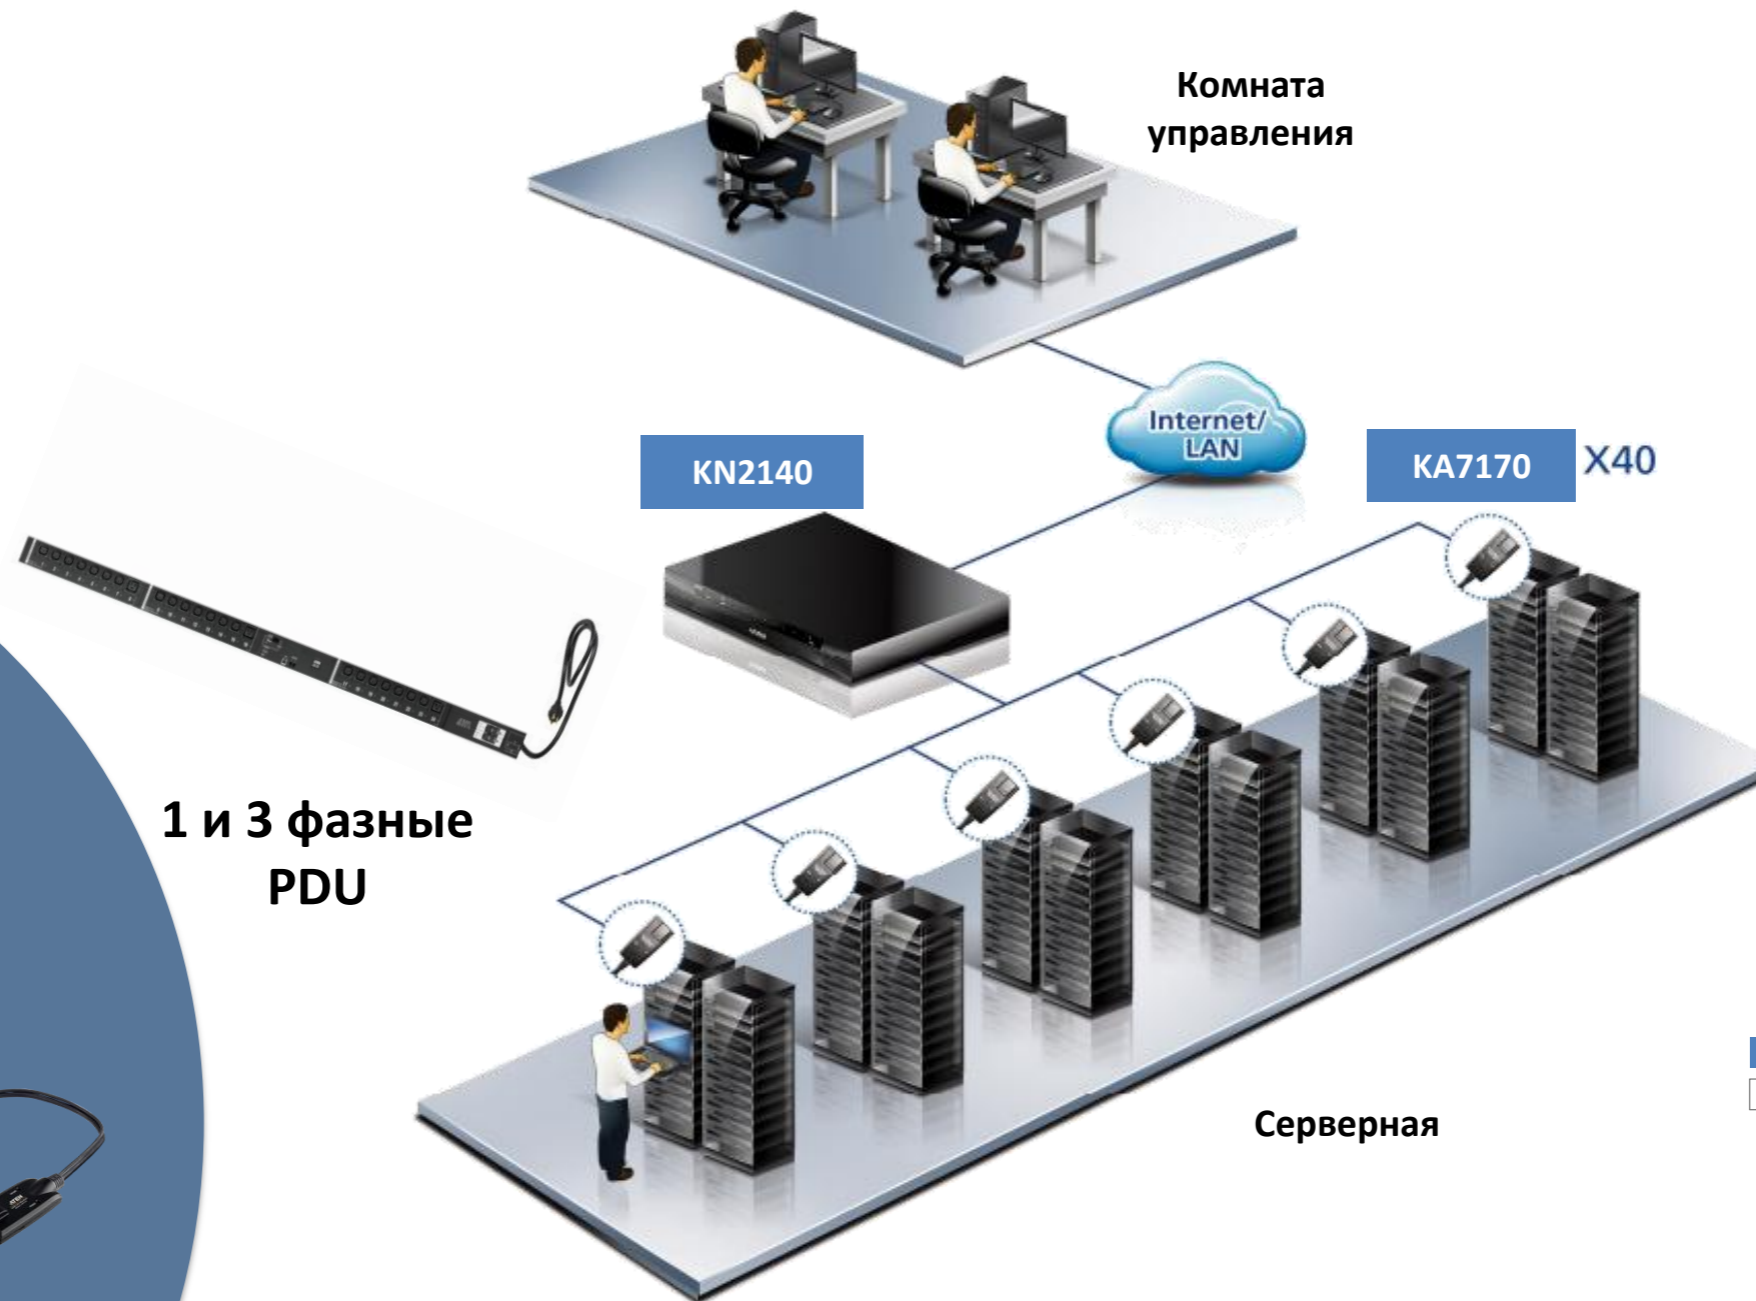 Комната
управления
Internet/
LAN
KN2140
KA7170
X40
1 и 3 фазные
PDU
Серверная